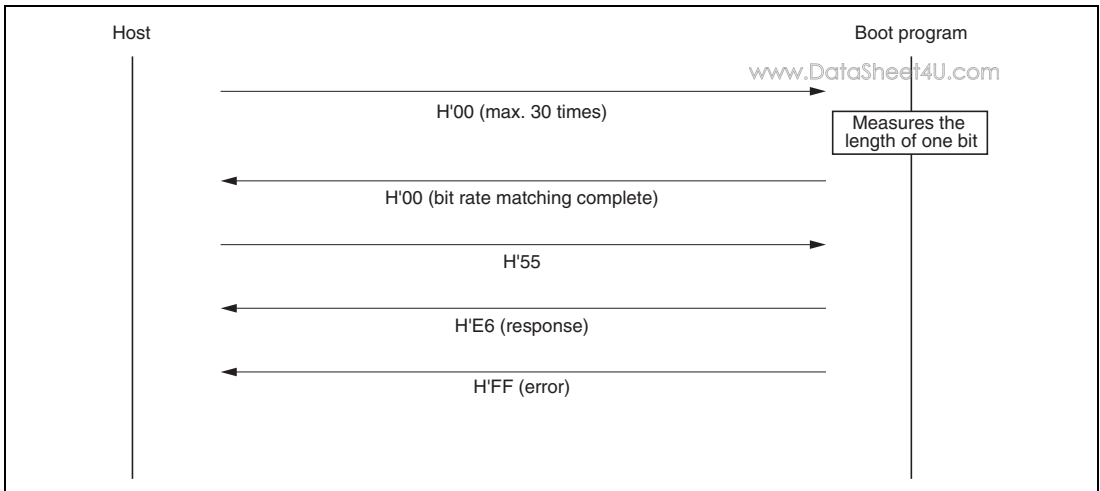 Host
Boot program
www.DataSheet4U.com
H'00 (max. 30 times)
Measures the
length of one bit
H'00 (bit rate matching complete)
H'55
H'E6 (response)
H'FF (error)